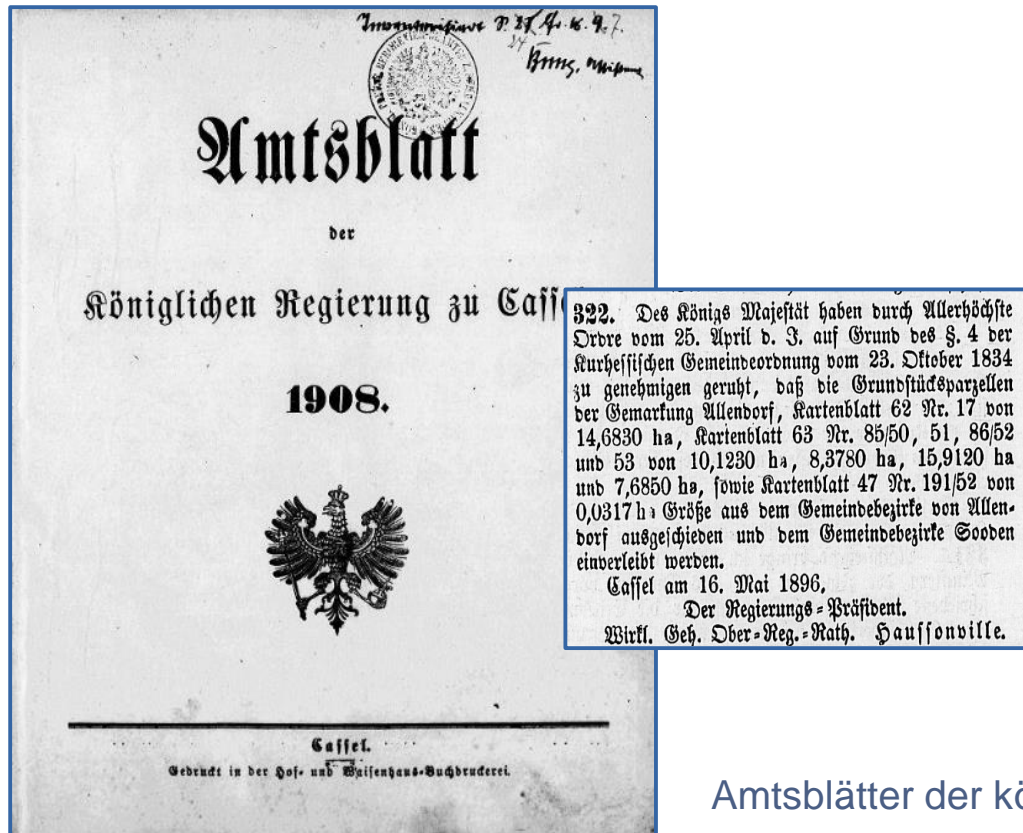 Amtsblatt
der
Königlichen Regierung zu Cass
1908.
Cassel.
Gedruckt in der Hof- und Waisenhaus-Buchdruckerei.
322. Des Königs Majestät haben durch Allerhöchste
Ordre vom 25. April d. J. auf Grund des §. 4 der
Kurhessischen Gemeindeordnung vom 23. Oktober 1834
zu genehmigen geruht, daß die Grundstücksparzellen
der Gemarkung Allendorf, Kartenblatt 62 Nr. 17 von
14,6830 ha, Kartenblatt 63 Nr. 85/50, 51, 86/52
und 53 von 10,1230 ha, 8,3780 ha, 15,9120 ha
und 7,6850 ha, sowie Kartenblatt 47 Nr. 191/52 von
0,0317 ha Größe aus dem Gemeindebezirke von Allen-
dorf ausgeschieden und dem Gemeindebezirke Sooden
einverleibt werden.
Cassel am 16. Mai 1896.
Der Regierungs-Präsident.
Wirkl. Geh. Ober-Reg.-Rath. Haussonville.
Amtsblätter der kö